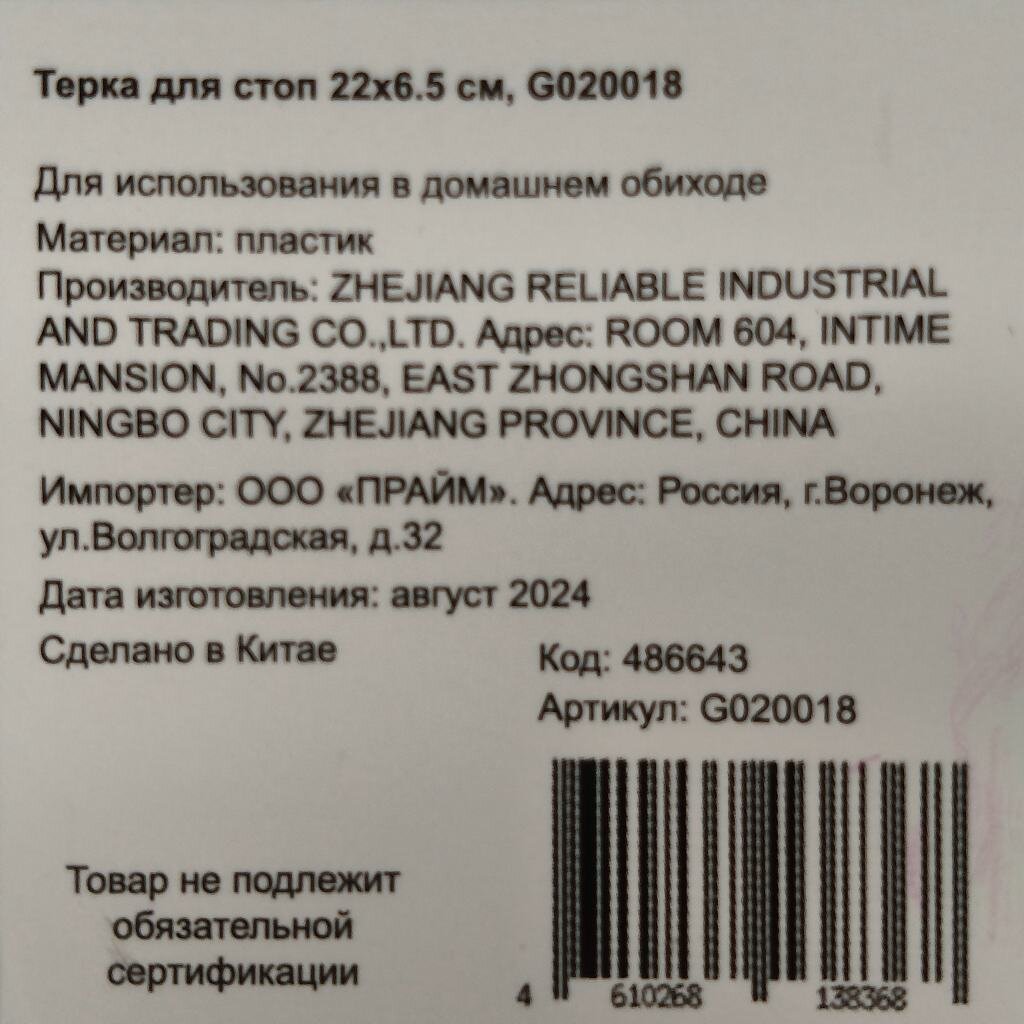 Терка для стоп 22х6.5 см, G020018
Для использования в домашнем обиходе
Материал: пластик
Производитель: ZHEJIANG RELIABLE INDUSTRIAL
AND TRADING CO.,LTD. Адрес: ROOM 604, INTIME
MANSION, No.2388, EAST ZHONGSHAN ROAD,
NINGBO CITY, ZHEJIANG PROVINCE, CHINA
Импортер: ООО «ПРАЙМ». Адрес: Россия, г.Воронеж,
ул.Волгоградская, д.32
Дата изготовления: август 2024
Сделано в Китае
Код: 486643
Артикул: G020018
Товар не подлежит
обязательной
сертификации
4 610268 138368